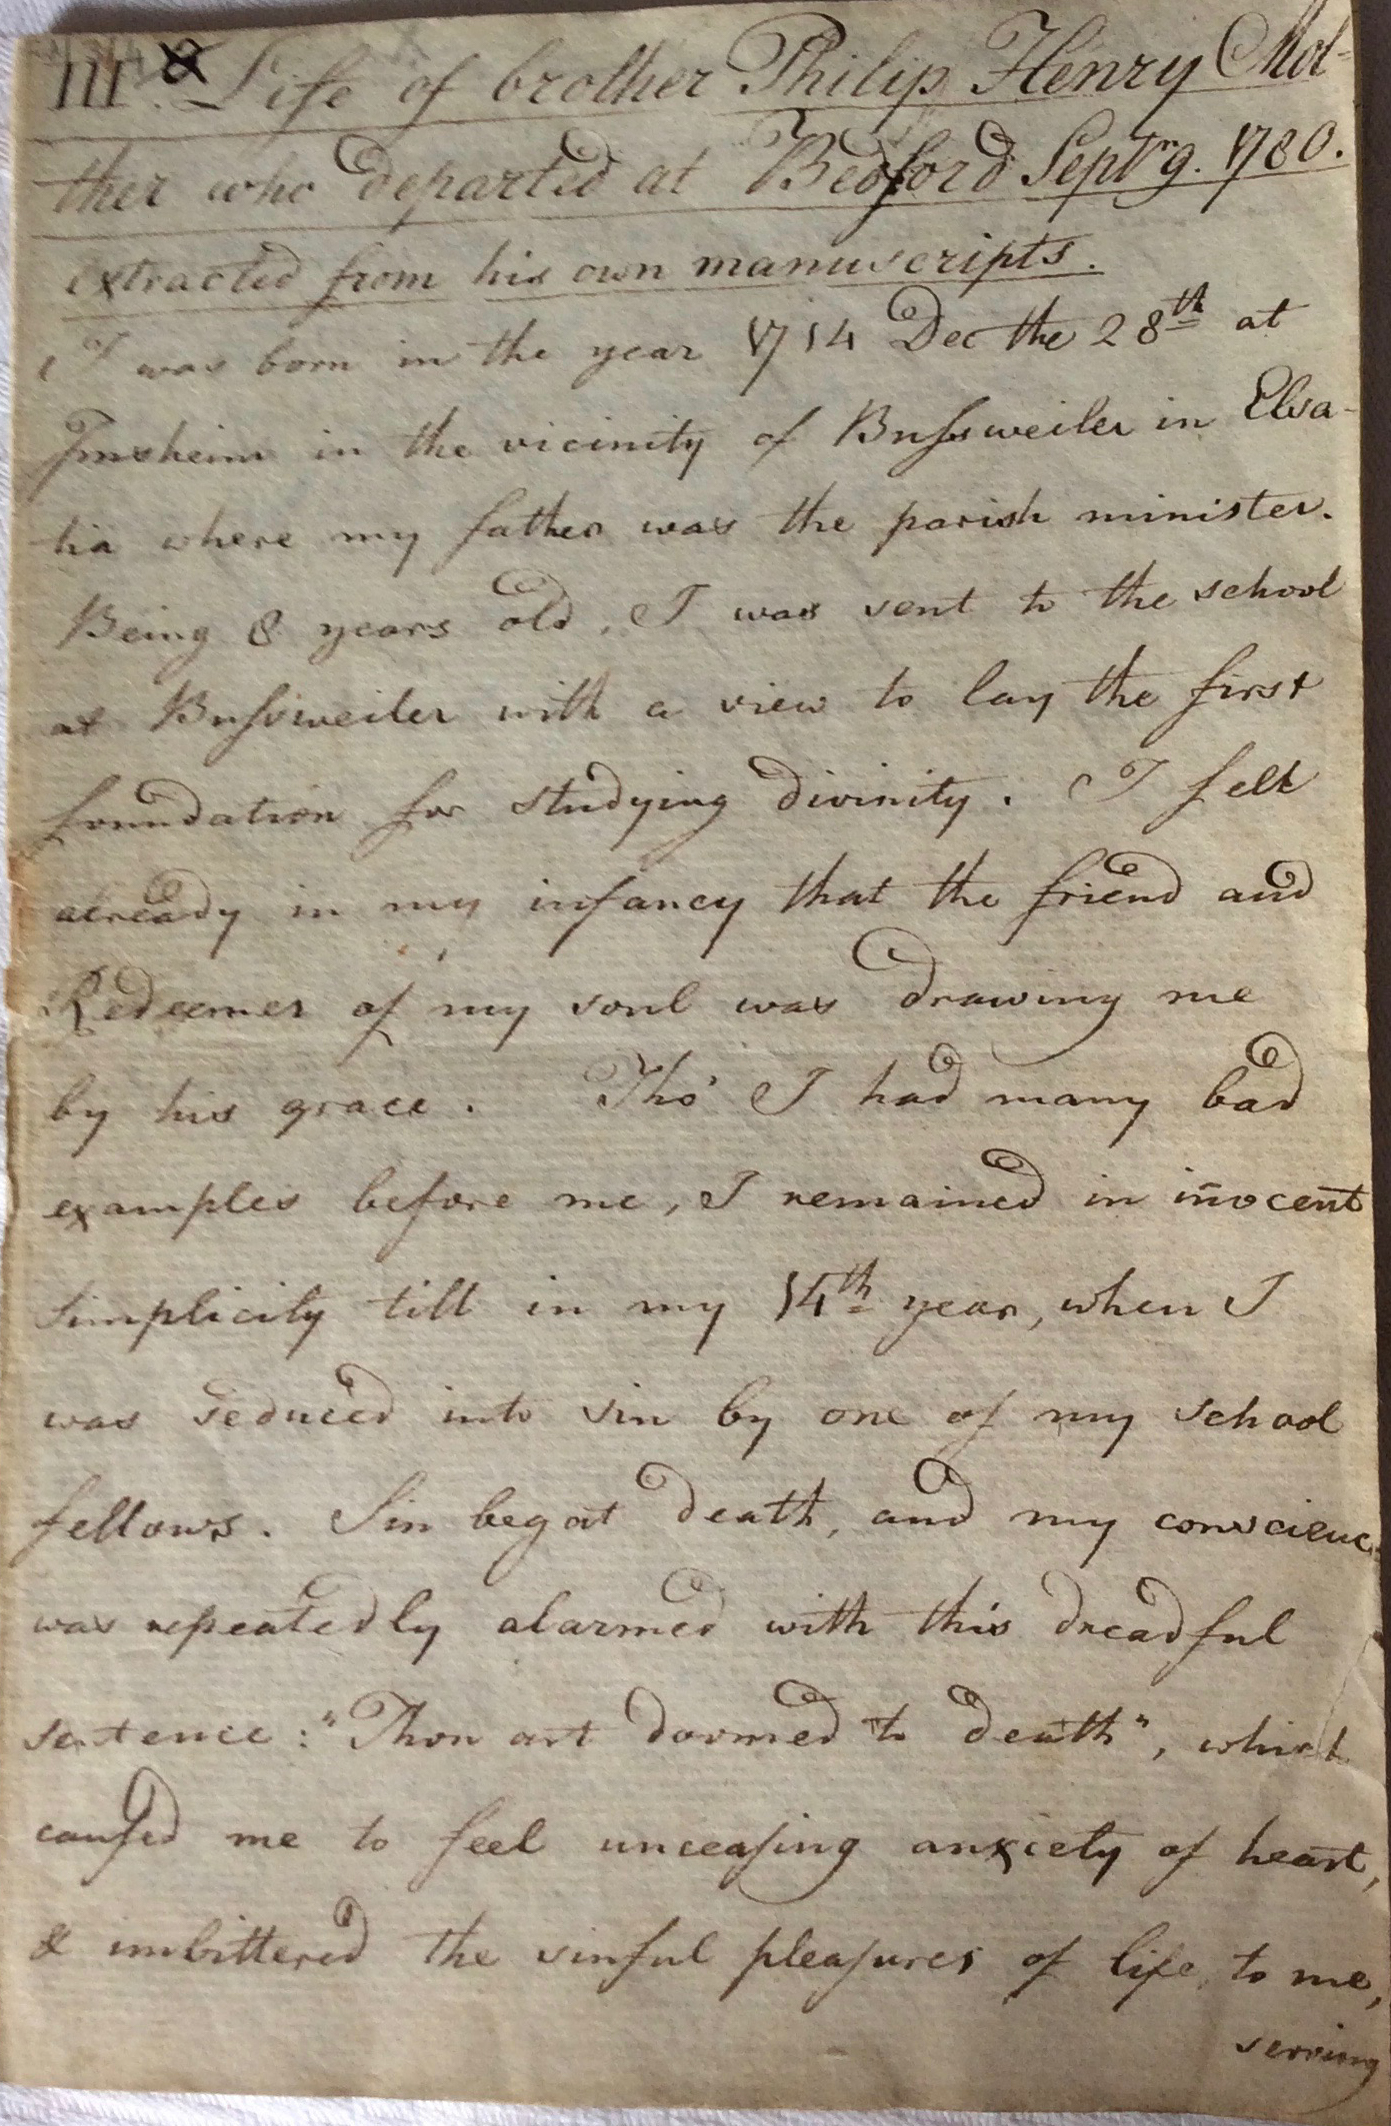 III. Life of brother Philip Henry Mol-
ther who departed at Bedford Septr 9. 1780.
extracted from his own manuscripts.
I was born in the year 1714 Dec the 28th at
in the vicinity of Bussweiler in Elsa-
tia where my father was the parish minister.
Being 8 years old, I was sent to the school
at Bussweiler with a view to lay the first
foundation for studying divinity. I felt
already in my infancy that the friend and
Redeemer of my soul was drawing me
by his grace. Tho' I had many bad
examples before me, I remained in iñocent
simplicity till in my 14th year, when I
was seduced into sin by one of my school
fellows. Sin begat death, and my conscienc
was repeatedly alarmed with this dreadful
sentence: "Thou art doomed to death", which
caused me to feel unceasing anxiety of heart,
& imbittered the sinful pleasures of life to me,
serving